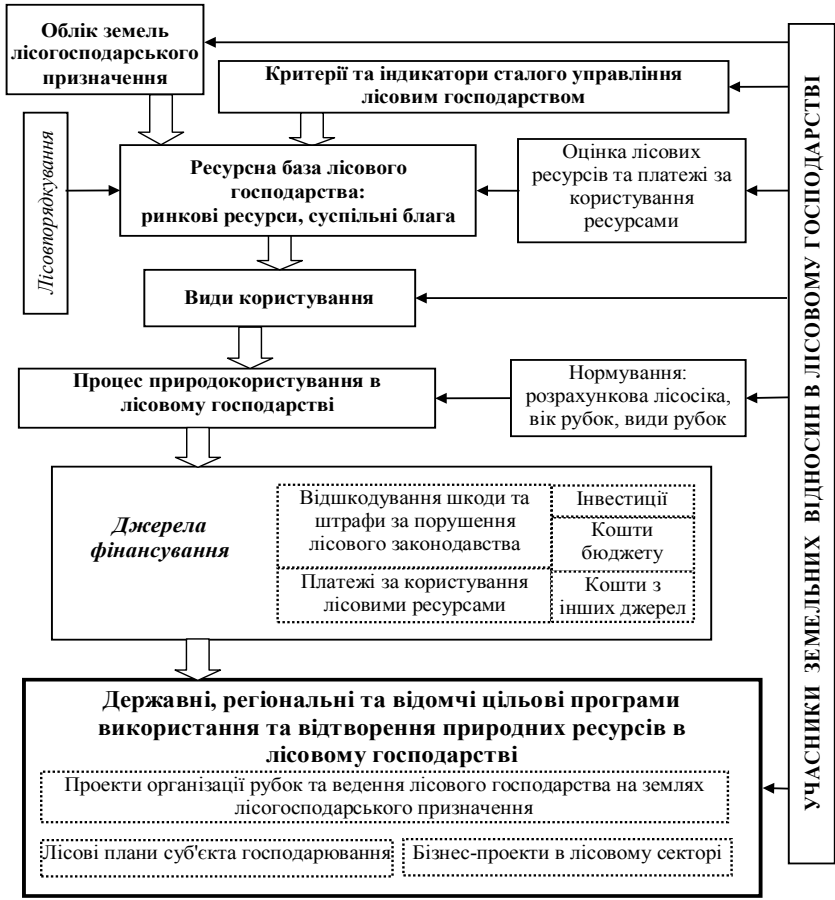 Облік земель
лісогосподарського
призначення
Критерії та індикатори сталого управління
лісовим господарством
Лісовпорядкування
Ресурсна база лісового
господарства:
ринкові ресурси, суспільні блага
Оцінка лісових
ресурсів та платежі за
користування
ресурсами
Види користування
Процес природокористування в
лісовому господарстві
Нормування:
розрахункова лісосіка,
вік рубок, види рубок
Джерела
фінансування
Відшкодування шкоди та
штрафи за порушення
лісового законодавства
Інвестиції
Кошти
бюджету
Платежі за користування
лісовими ресурсами
Кошти з
інших джерел
Державні, регіональні та відомчі цільові програми
використання та відтворення природних ресурсів в
лісовому господарстві
Проекти організації рубок та ведення лісового господарства на землях
лісогосподарського призначення
Лісові плани суб'єкта господарювання
Бізнес-проекти в лісовому секторі
УЧАСНИКИ ЗЕМЕЛЬНИХ ВІДНОСИН В ЛІСОВОМУ ГОСПОДАРСТВІ